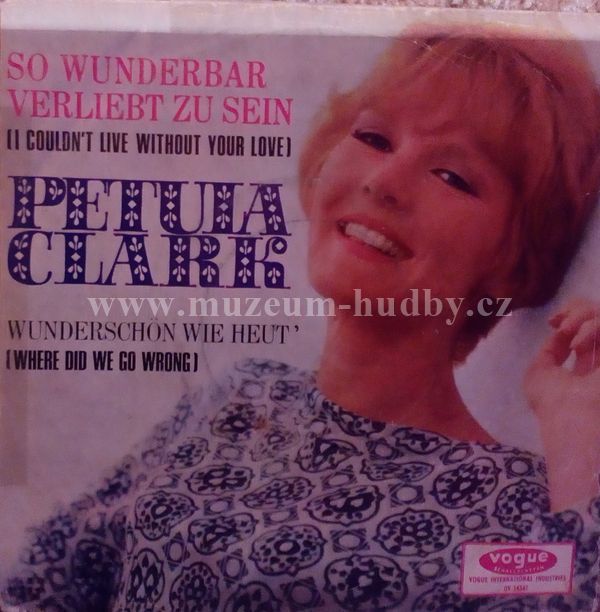 SO WUNDERBAR
VERLIEBT ZU SEIN
(I COULDN'T LIVE WITHOUT YOUR LOVE)
PETULA
CLARK
www.muzeum-hudby.cz
WUNDERSCHÖN WIE HEUT'
(WHERE DID WE GO WRONG)
vogue
SCHALLPLATTEN
VOGUE INTERNATIONAL INDUSTRIES